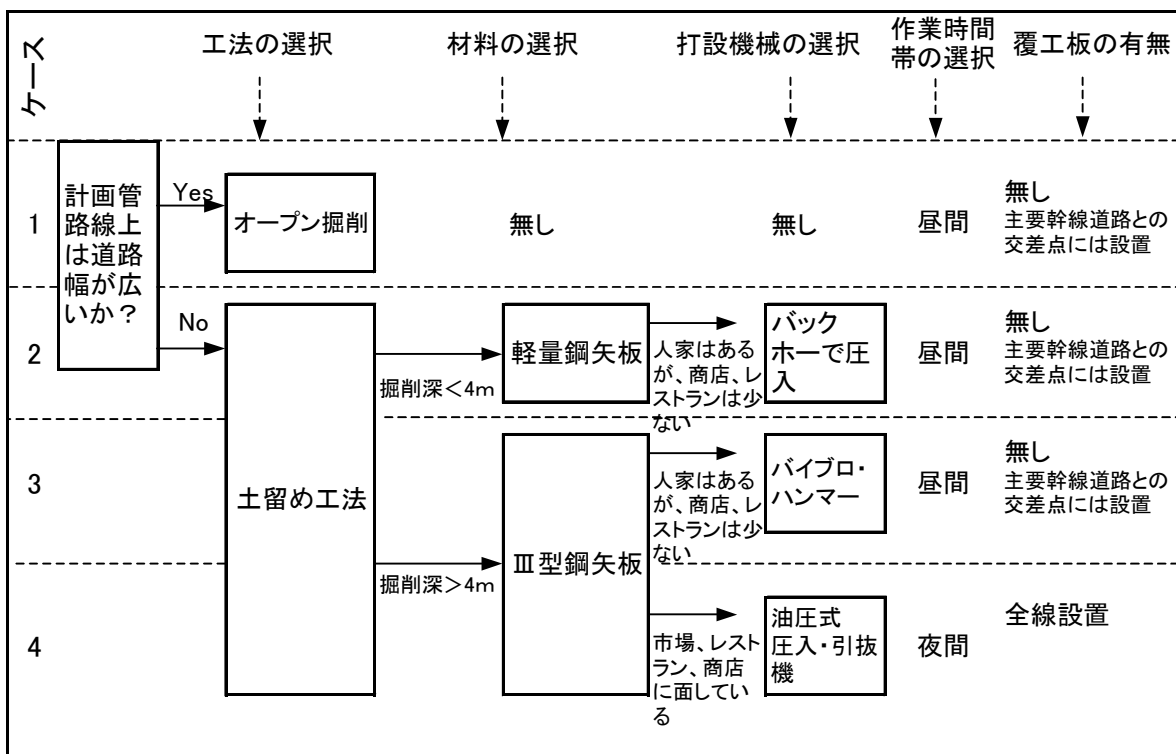 ケース
工法の選択
材料の選択
打設機械の選択
作業時間
帯の選択
覆工板の有無
計画管
路線上
は道路
幅が広
いか？
Yes
No
1
オープン掘削
無し
無し
昼間
無し
主要幹線道路との
交差点には設置
2
土留め工法
掘削深＜4ｍ
軽量鋼矢板
人家はある
が、商店、レ
ストランは少
ない
バック
ホーで圧
入
昼間
無し
主要幹線道路との
交差点には設置
3
掘削深＞4ｍ
Ⅲ型鋼矢板
人家はある
が、商店、レ
ストランは少
ない
バイブロ・
ハンマー
昼間
無し
主要幹線道路との
交差点には設置
4
市場、レスト
ラン、商店
に面してい
る
油圧式
圧入・引抜
機
夜間
全線設置